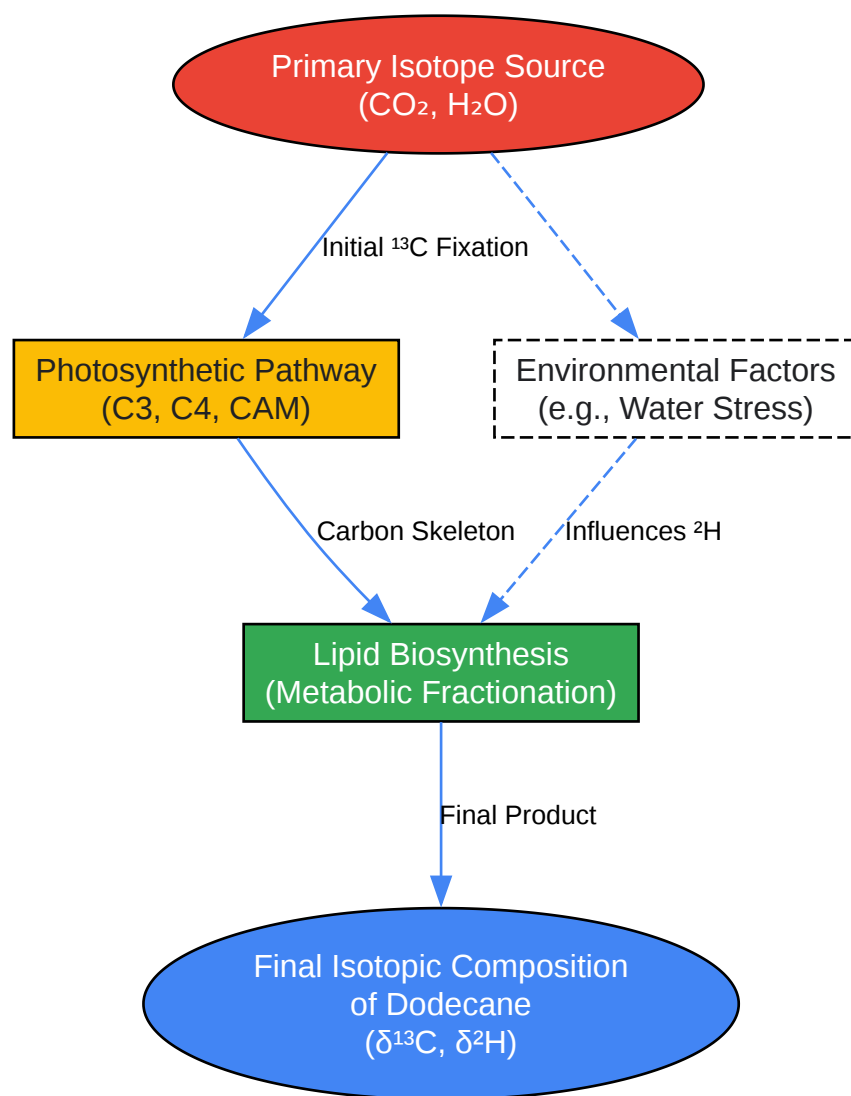 Primary Isotope Source
(CO₂, H₂O)
Initial ¹³C Fixation
Photosynthetic Pathway
(C3, C4, CAM)
Environmental Factors
(e.g., Water Stress)
Carbon Skeleton
Influences ²H
Lipid Biosynthesis
(Metabolic Fractionation)
Final Product
Final Isotopic Composition
of Dodecane
(δ¹³C, δ²H)